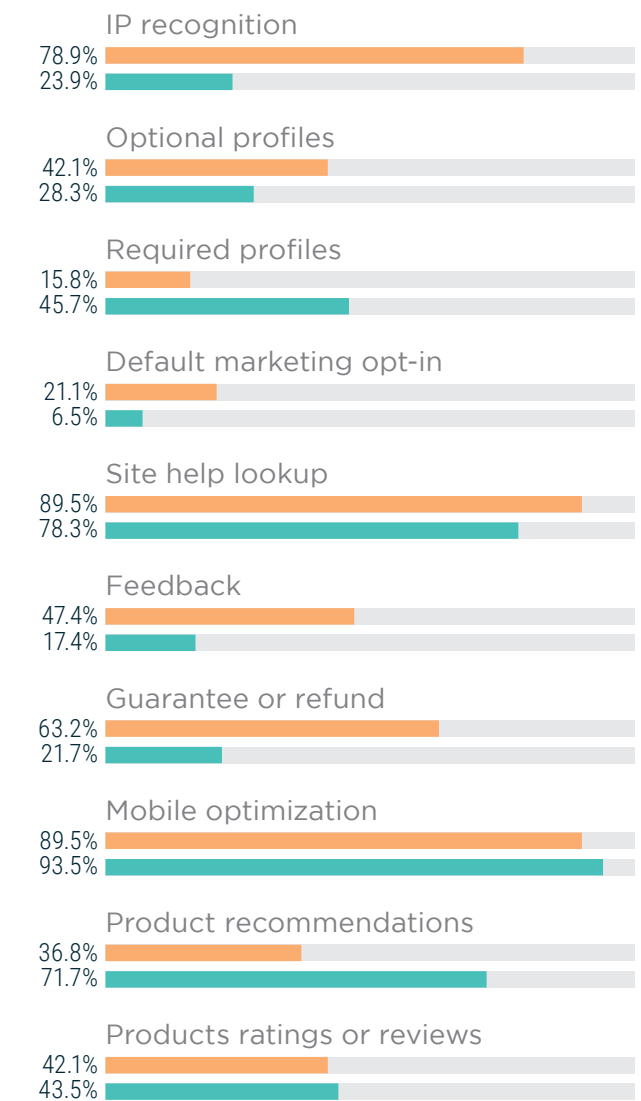 IP recognition
78.9%
23.9%
Optional profiles
42.1%
28.3%
Required profiles
15.8%
45.7%
Default marketing opt-in
21.1%
6.5%
Site help lookup
89.5%
78.3%
Feedback
47.4%
17.4%
Guarantee or refund
63.2%
21.7%
Mobile optimization
89.5%
93.5%
Product recommendations
36.8%
71.7%
Products ratings or reviews
42.1%
43.5%